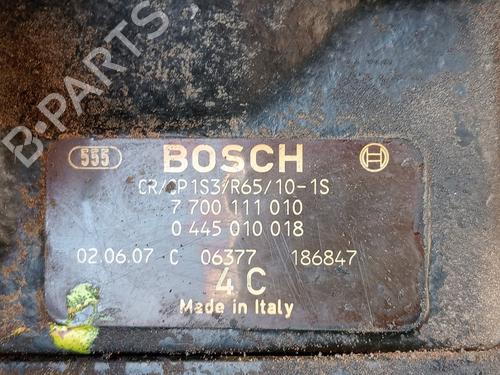 B-PARTS
555 BOSCH
CR/CP1S3/R65/10-1S
7 700 111 010
0 445 010 018
02.06.07 C 06377 186847
4 C
Made in Italy